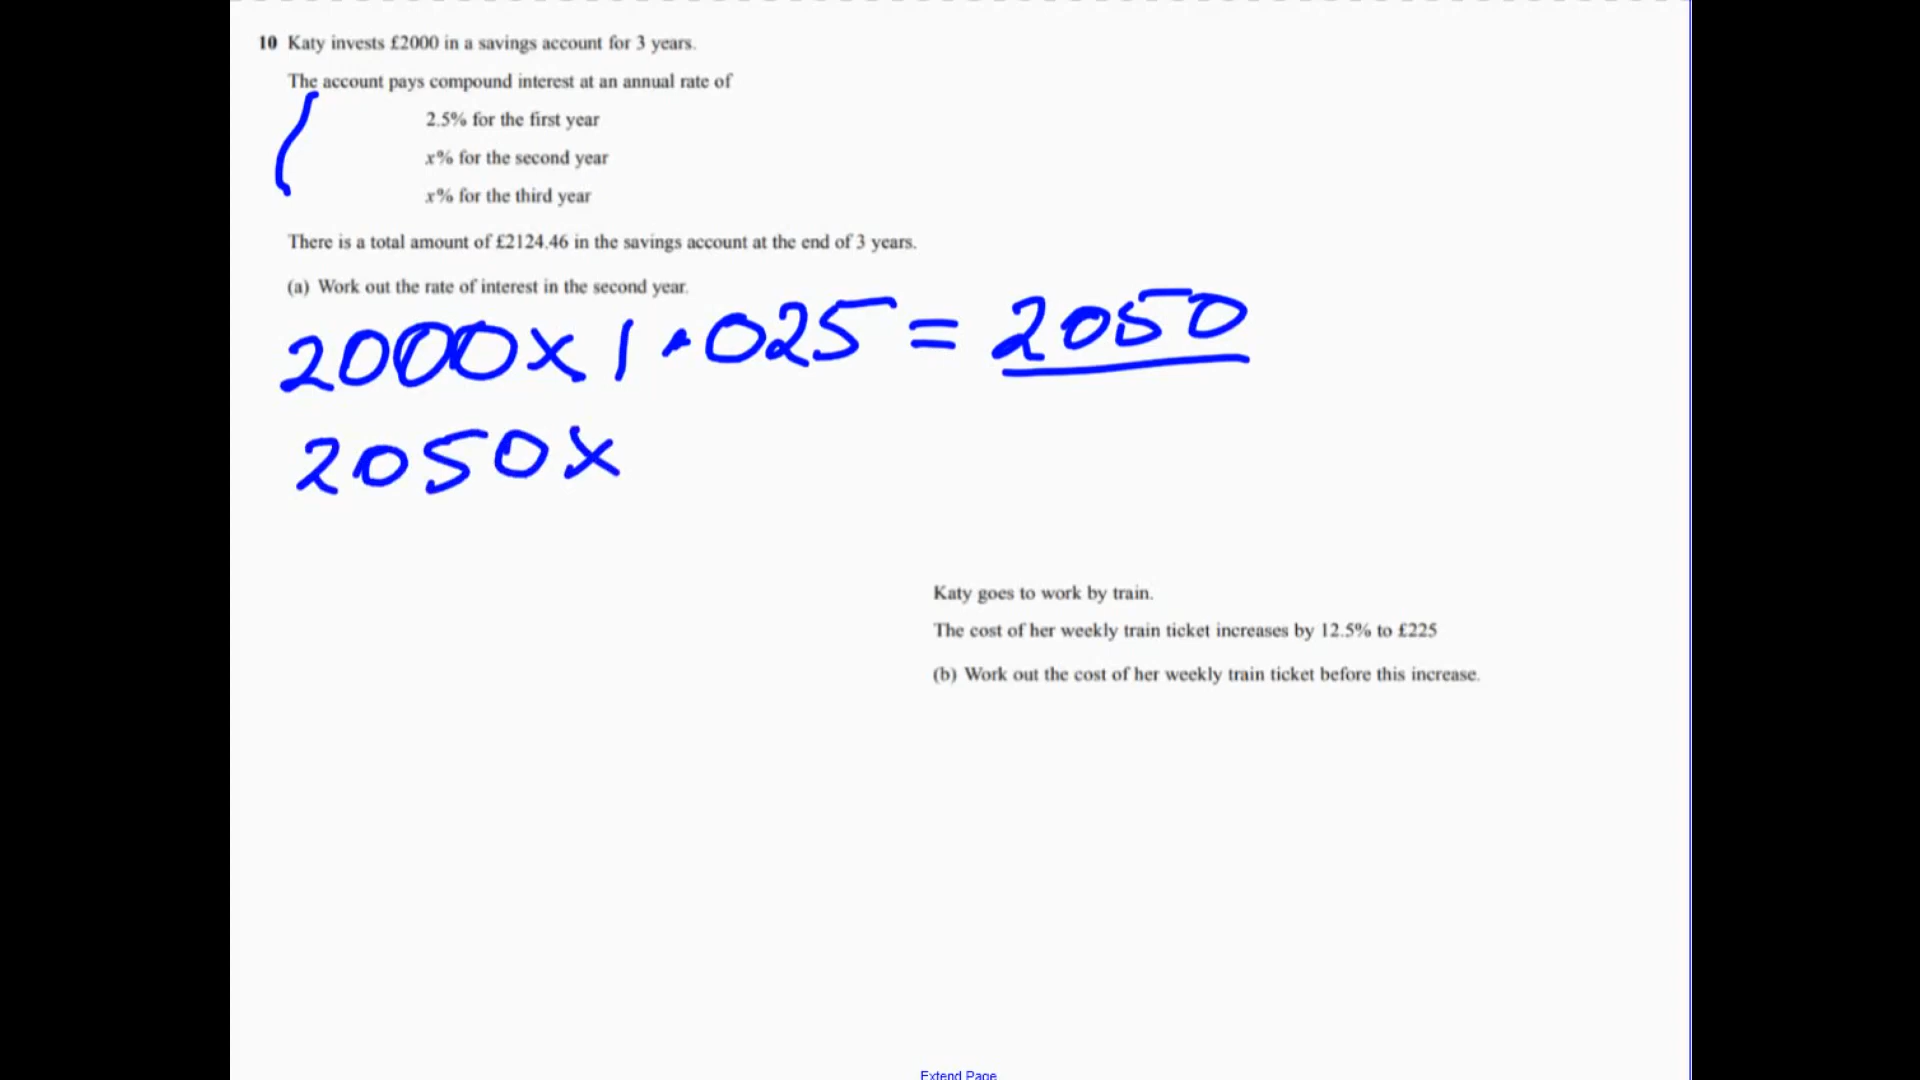 10 Katy invests £2000 in a savings account for 3 years.
The account pays compound interest at an annual rate of
2.5% for the first year
x% for the second year
x% for the third year
There is a total amount of £2124.46 in the savings account at the end of 3 years.
(a) Work out the rate of interest in the second year.
2000 x 1.025 = 2050
2050 x
Katy goes to work by train.
The cost of her weekly train ticket increases by 12.5% to £225
(b) Work out the cost of her weekly train ticket before this increase.
Extend Page